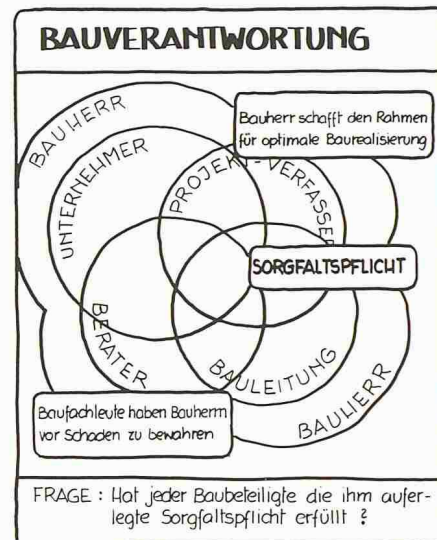 BAUVERANTWORTUNG
BAUHERR
Bauherr schafft den Rahmen
für optimale Baurealisierung
UNTERNEHMER
PROJEKT-VERFASSER
SORGFALTSPFLICHT
BERATER
BAULEITUNG
BAUHERR
Baufachleute haben Bauherrn
vor Schaden zu bewahren
FRAGE : Hat jeder Baubeteiligte die ihm aufer-
legte Sorgfaltspflicht erfüllt ?